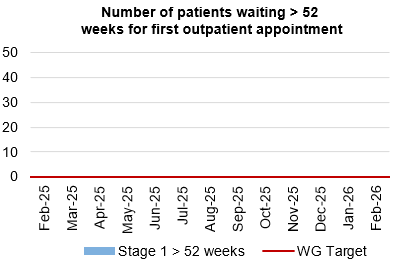 Number of patients waiting > 52
weeks for first outpatient appointment
50
40
30
20
10
0
Feb-25
Mar-25
Apr-25
May-25
Jun-25
Jul-25
Aug-25
Sep-25
Oct-25
Nov-25
Dec-25
Jan-26
Feb-26
Stage 1 > 52 weeks
WG Target